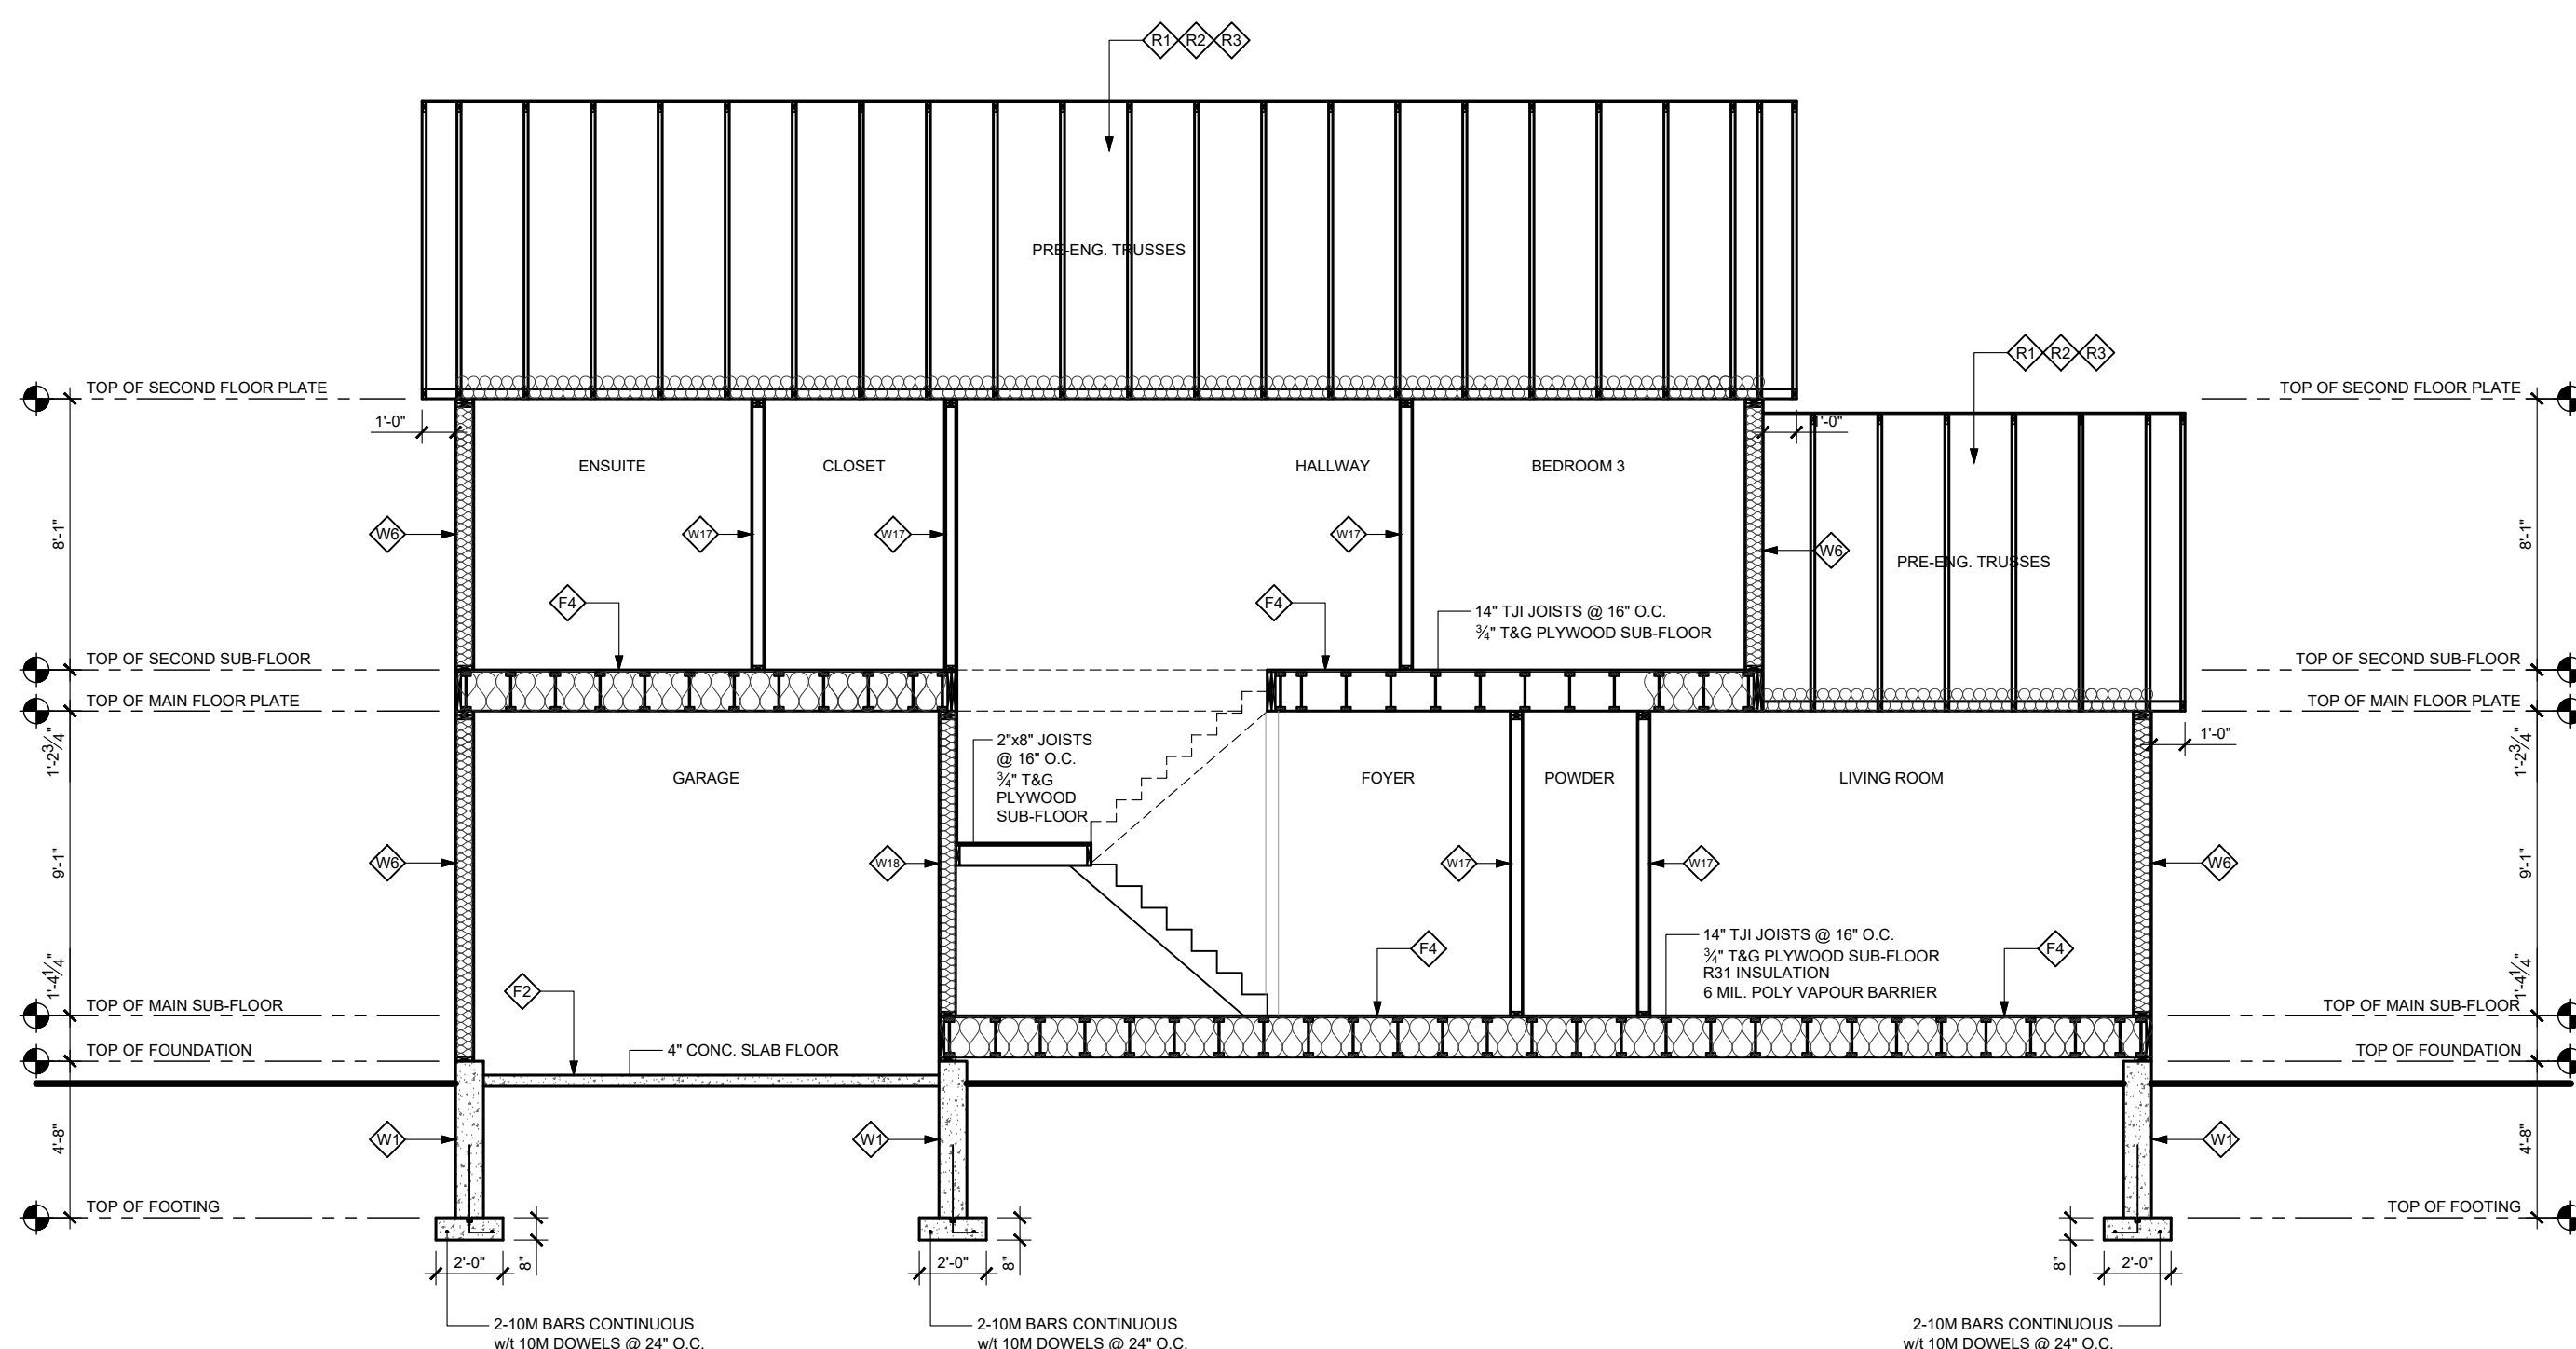 R1 R2 R3
PRE-ENG. TRUSSES
R1 R2 R3
TOP OF SECOND FLOOR PLATE
TOP OF SECOND FLOOR PLATE
1'-0"
1'-0"
ENSUITE
CLOSET
HALLWAY
BEDROOM 3
8'-1"
W6
W17
W17
W17
W6
PRE-ENG. TRUSSES
8'-1"
F4
F4
14" TJI JOISTS @ 16" O.C.
¾" T&G PLYWOOD SUB-FLOOR
TOP OF SECOND SUB-FLOOR
TOP OF SECOND SUB-FLOOR
TOP OF MAIN FLOOR PLATE
TOP OF MAIN FLOOR PLATE
1'-2¾"
1'-0"
1'-2¾"
2"x8" JOISTS
@ 16" O.C.
¾" T&G
PLYWOOD
SUB-FLOOR
GARAGE
FOYER
POWDER
LIVING ROOM
9'-1"
W6
W18
W17
W17
W6
9'-1"
14" TJI JOISTS @ 16" O.C.
¾" T&G PLYWOOD SUB-FLOOR
R31 INSULATION
6 MIL. POLY VAPOUR BARRIER
F4
F4
1'-4¼"
F2
1'-4¼"
TOP OF MAIN SUB-FLOOR
TOP OF MAIN SUB-FLOOR
TOP OF FOUNDATION
4" CONC. SLAB FLOOR
TOP OF FOUNDATION
4'-8"
W1
W1
W1
4'-8"
TOP OF FOOTING
TOP OF FOOTING
2'-0"
8"
2'-0"
8"
8"
2'-0"
2-10M BARS CONTINUOUS
w/t 10M DOWELS @ 24" O.C.
2-10M BARS CONTINUOUS
w/t 10M DOWELS @ 24" O.C.
2-10M BARS CONTINUOUS
w/t 10M DOWELS @ 24" O.C.